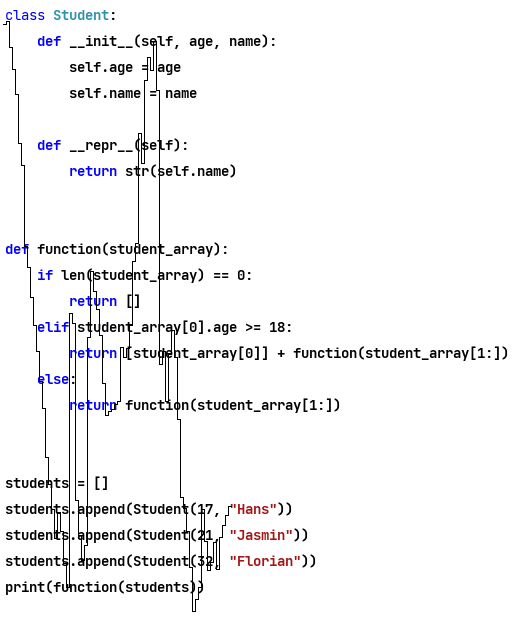 class Student:
    def __init__(self, age, name):
        self.age = age
        self.name = name
    def __repr__(self):
        return str(self.name)
def function(student_array):
    if len(student_array) == 0:
        return []
    elif student_array[0].age >= 18:
        return [student_array[0]] + function(student_array[1:])
    else:
        return function(student_array[1:])
students = []
students.append(Student(17, "Hans"))
students.append(Student(21, "Jasmin"))
students.append(Student(32, "Florian"))
print(function(students))